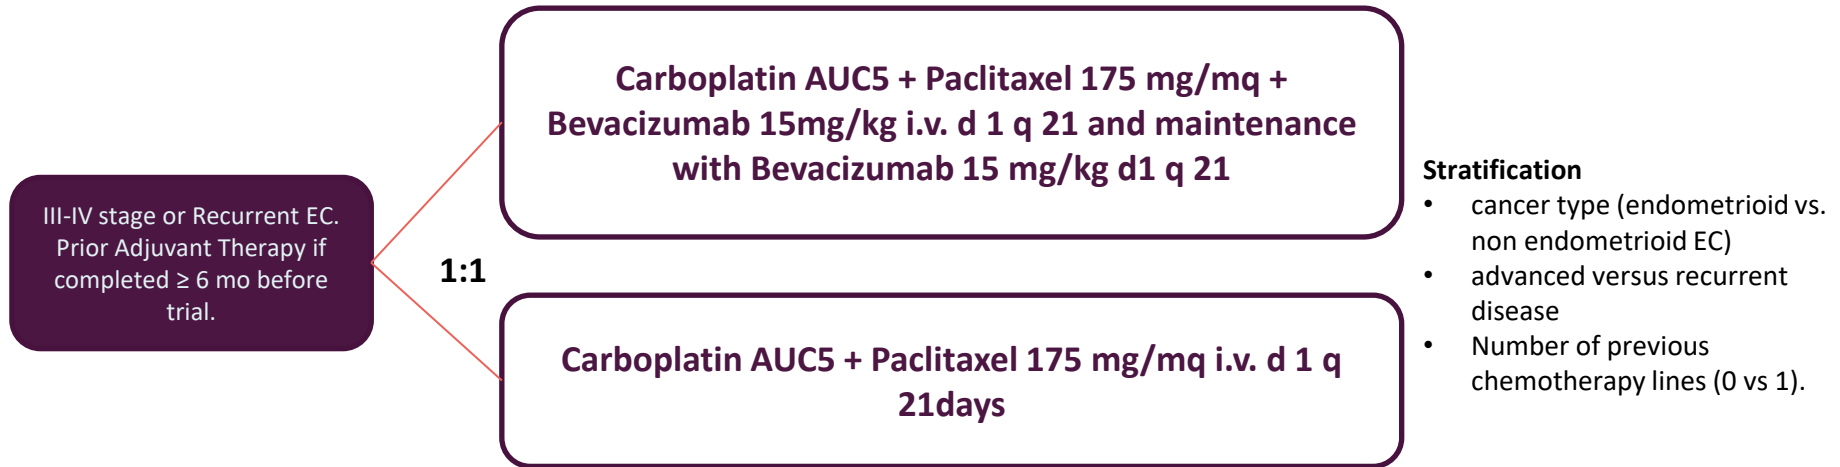 III-IV stage or Recurrent EC.
Prior Adjuvant Therapy if
completed ≥ 6 mo before
trial.
1:1
Carboplatin AUC5 + Paclitaxel 175 mg/mq +
Bevacizumab 15mg/kg i.v. d 1 q 21 and maintenance
with Bevacizumab 15 mg/kg d1 q 21
Carboplatin AUC5 + Paclitaxel 175 mg/mq i.v. d 1 q
21days
Stratification
• cancer type (endometrioid vs.
non endometrioid EC)
• advanced versus recurrent
disease
• Number of previous
chemotherapy lines (0 vs 1).